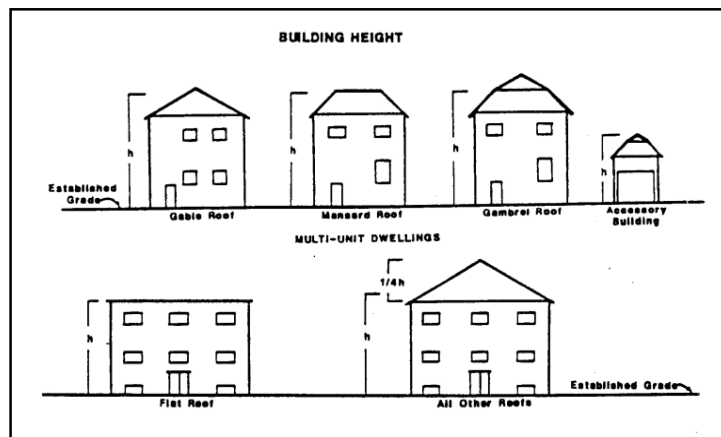 BUILDING HEIGHT
h
h
h
h
Established
Grade
Gable Roof
Mansard Roof
Gambrel Roof
Accessory
Building
MULTI-UNIT DWELLINGS
1/4h
h
h
Established Grade
Flat Roof
All Other Roofs